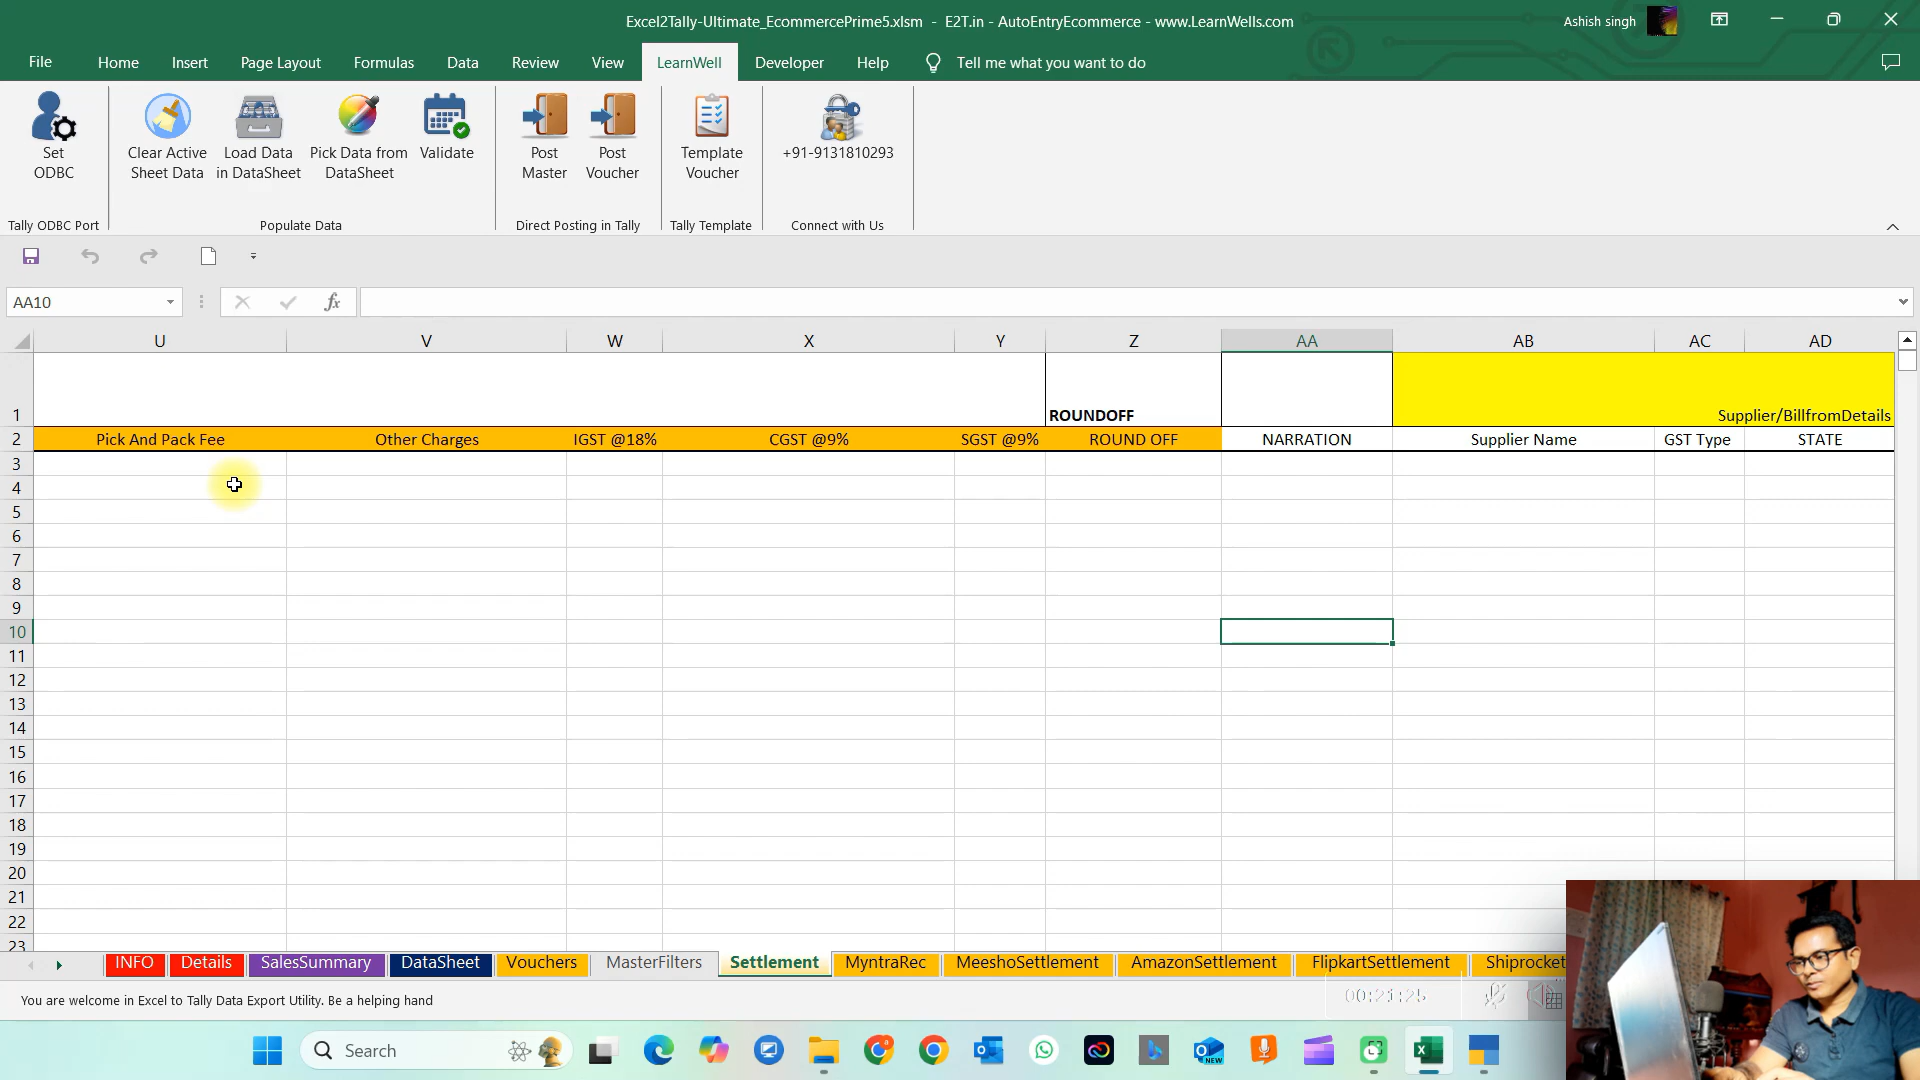 Excel2Tally-Ultimate_EcommercePrime5.xlsm - E2T.in - AutoEntryEcommerce - www.LearnWells.com
Ashish singh
File Home Insert Page Layout Formulas Data Review View LearnWell Developer Help Tell me what you want to do
Set ODBC
Clear Active Sheet Data
Load Data in DataSheet
Pick Data from DataSheet
Validate
Post Master
Post Voucher
Template Voucher
+91-9131810293
Tally ODBC Port
Populate Data
Direct Posting in Tally
Tally Template
Connect with Us
AA10
fx
U V W X Y Z AA AB AC AD
1 ROUNDOFF Supplier/BillfromDetails
2 Pick And Pack Fee Other Charges IGST @18% CGST @9% SGST @9% ROUND OFF NARRATION Supplier Name GST Type STATE
3
4
5
6
7
8
9
10
11
12
13
14
15
16
17
18
19
20
21
22
23
INFO Details SalesSummary DataSheet Vouchers MasterFilters Settlement MyntraRec MeeshoSettlement AmazonSettlement FlipkartSettlement Shiprocket
You are welcome in Excel to Tally Data Export Utility. Be a helping hand
00:21:25
Search
NEW